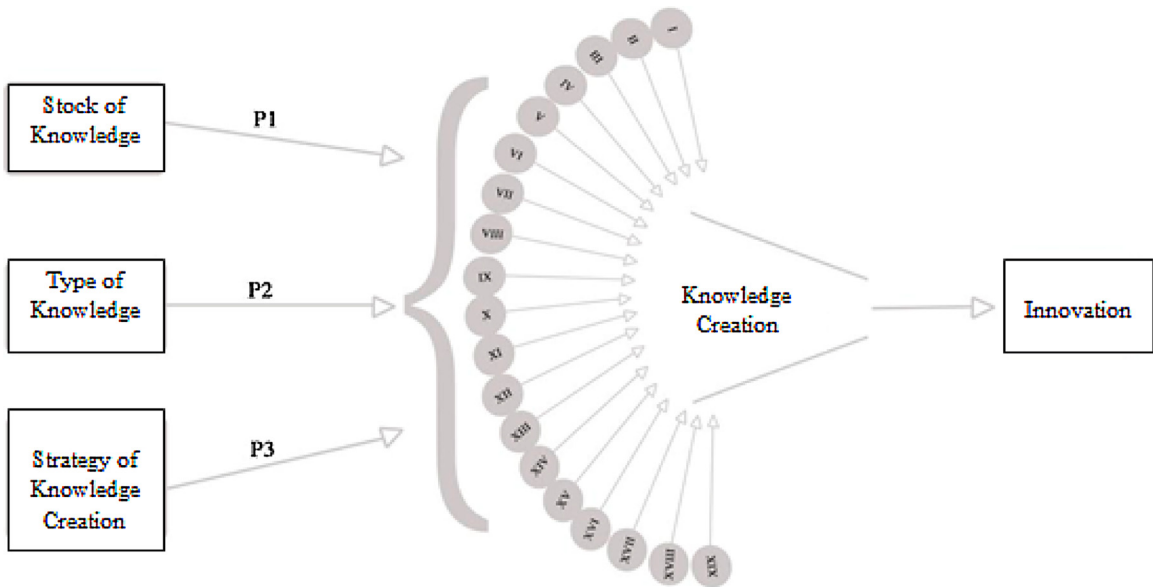 Stock of
Knowledge
P1
Type of
Knowledge
P2
Strategy of
Knowledge
Creation
P3
I
II
III
IV
V
VI
VII
VIII
IX
X
XI
XII
XIII
XIV
XV
XVI
XVII
XVIII
XIX
Knowledge
Creation
Innovation